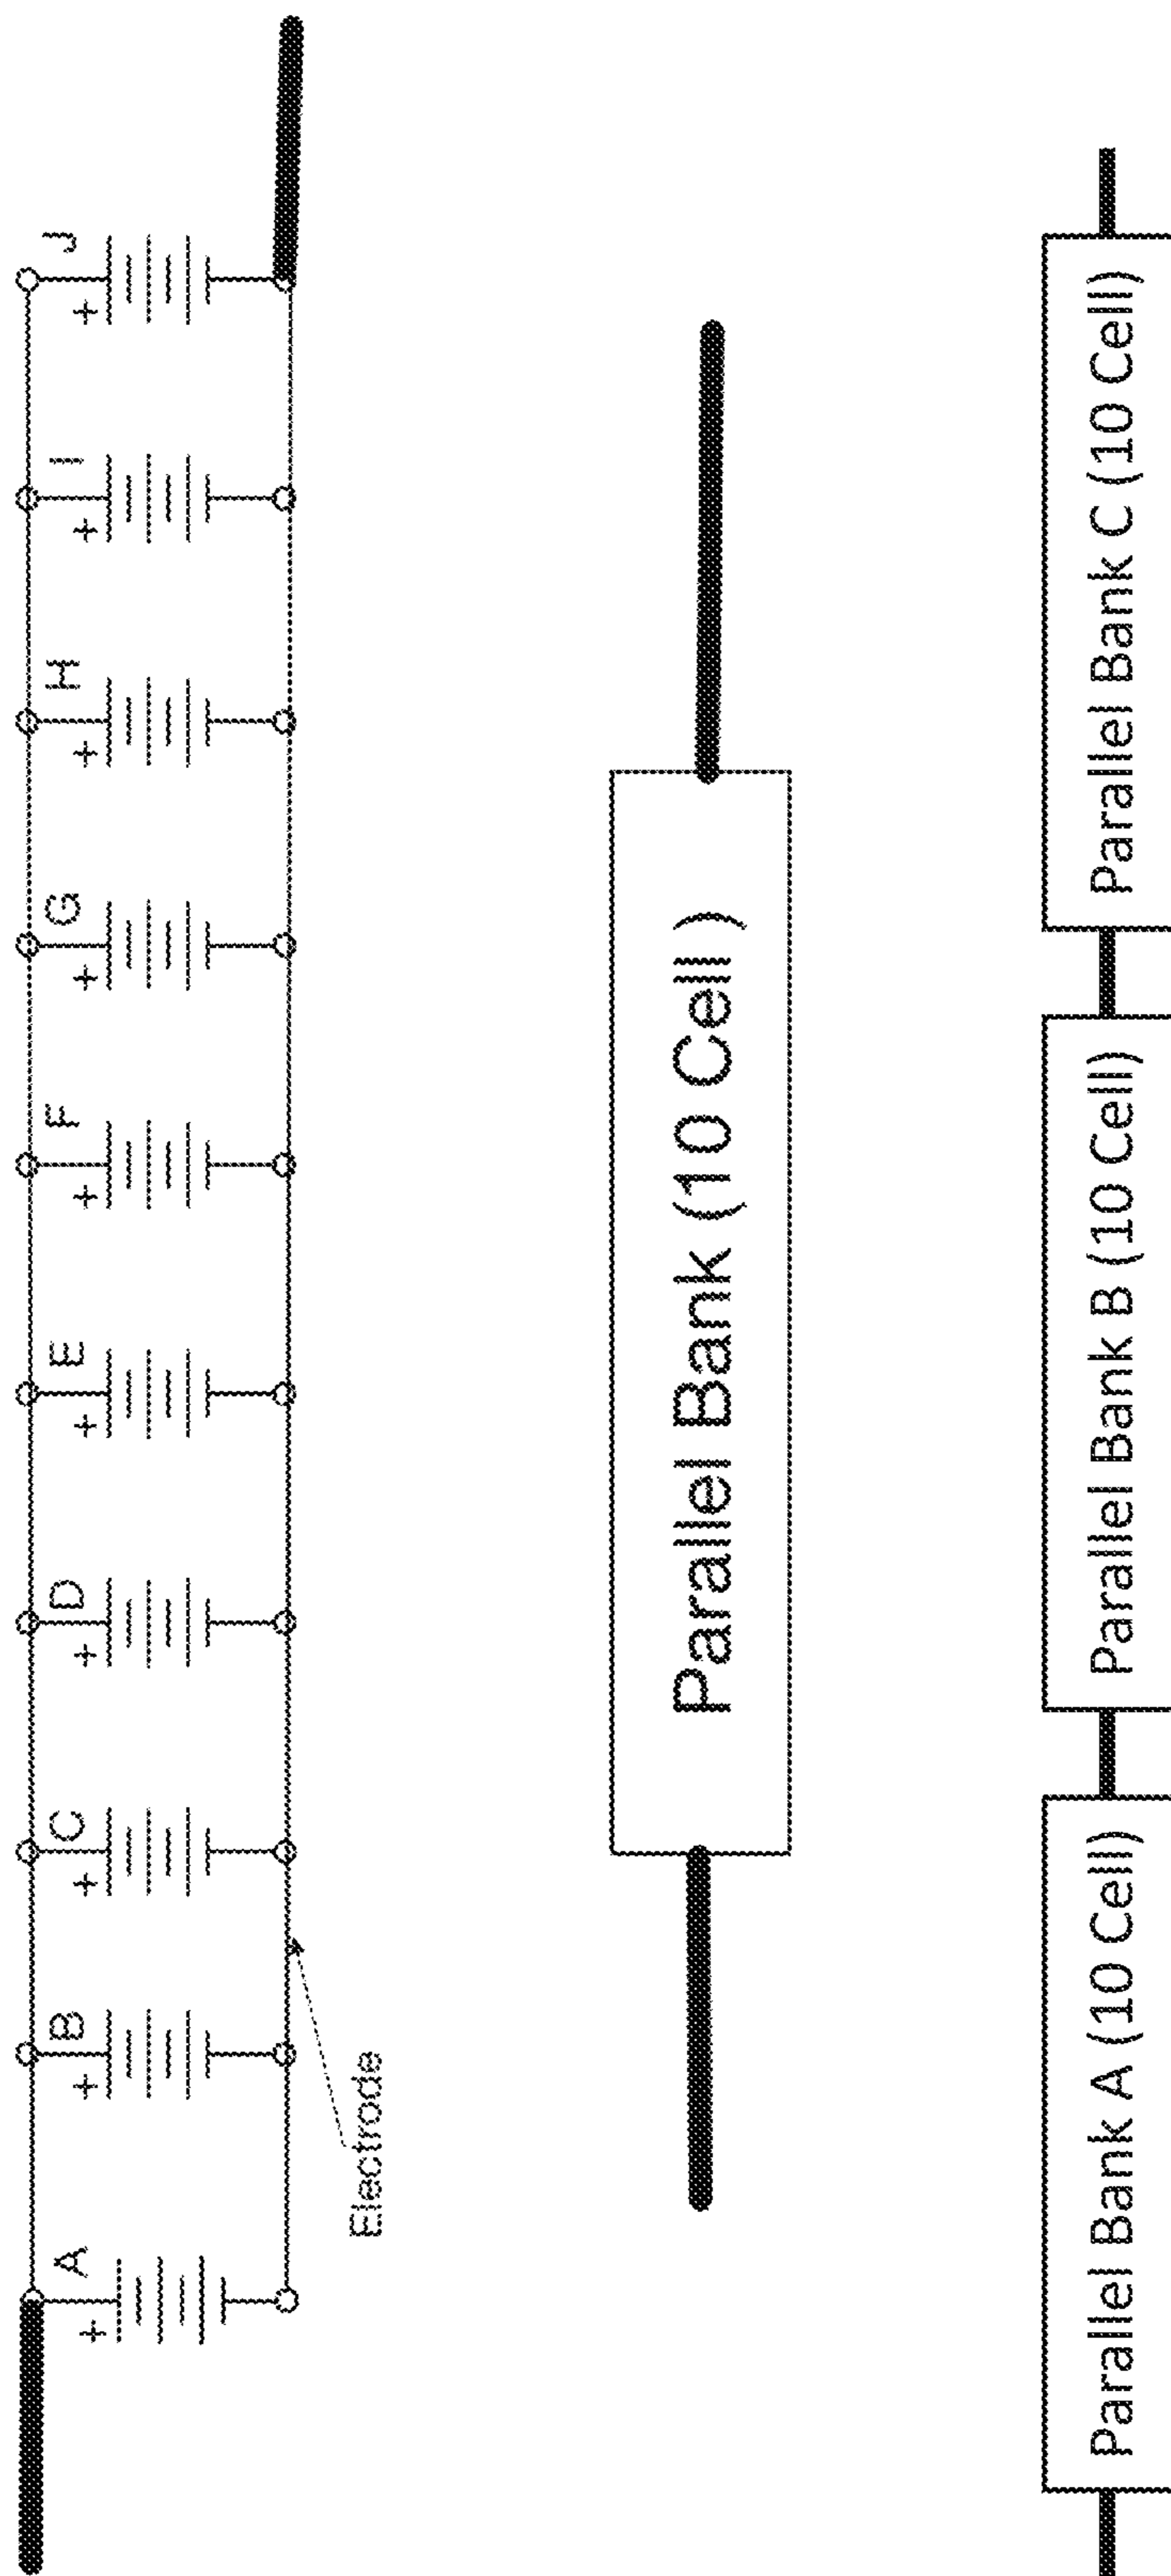 A B C D E F G H I J
+ + + + + + + + + +
Electrode
Parallel Bank (10 Cell )
Parallel Bank A (10 Cell) Parallel Bank B (10 Cell) Parallel Bank C (10 Cell)